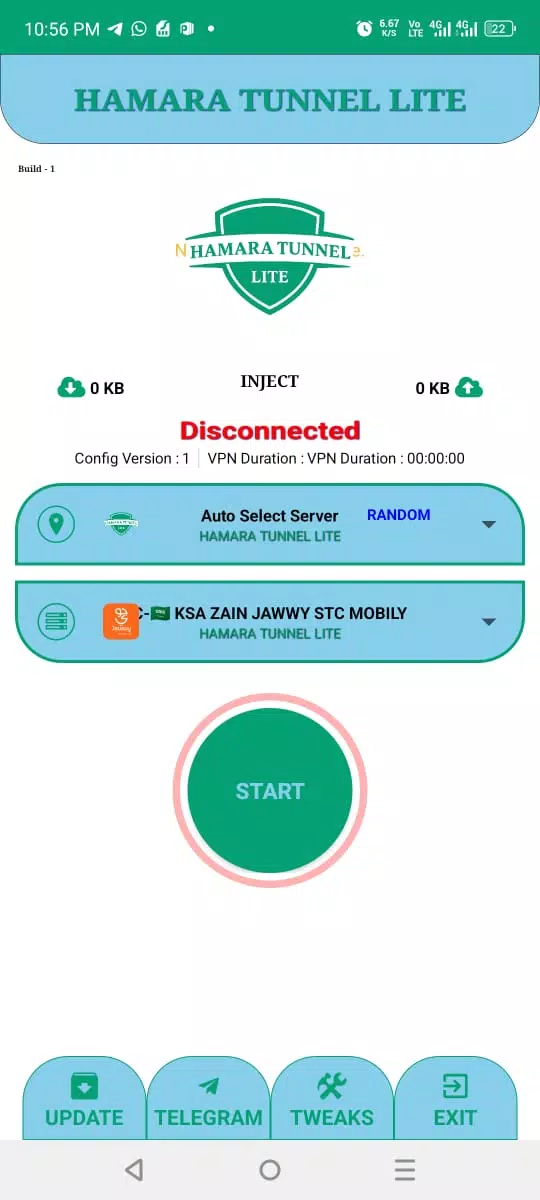 10:56 PM 6.67 K/S Vo LTE 4G 4G 22
HAMARA TUNNEL LITE
Build - 1
N HAMARA TUNNEL e.
LITE
0 KB INJECT 0 KB
Disconnected
Config Version : 1 VPN Duration : VPN Duration : 00:00:00
Auto Select Server RANDOM
HAMARA TUNNEL LITE
C-🇸🇦 KSA ZAIN JAWWY STC MOBILY
HAMARA TUNNEL LITE
START
UPDATE TELEGRAM TWEAKS EXIT